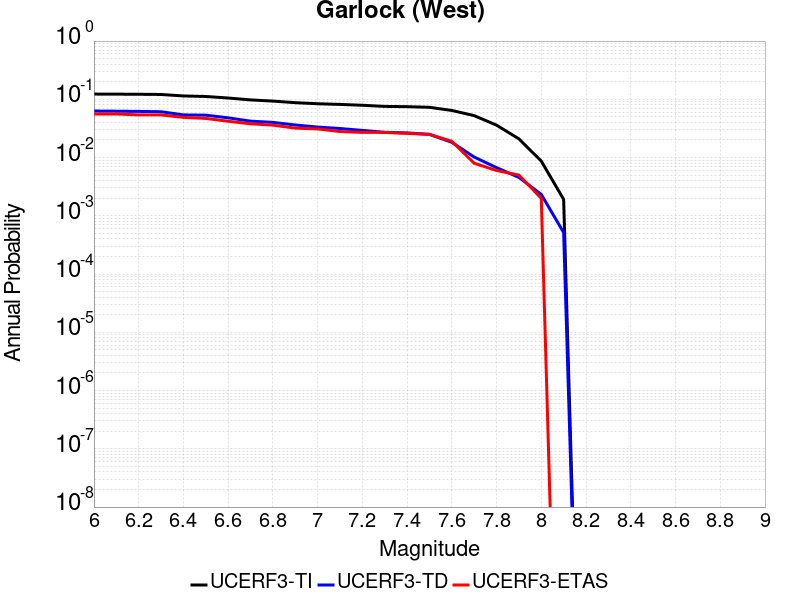 Garlock (West)
10^0
10^-1
10^-2
10^-3
10^-4
10^-5
10^-6
10^-7
10^-8
Annual Probability
6 6.2 6.4 6.6 6.8 7 7.2 7.4 7.6 7.8 8 8.2 8.4 8.6 8.8 9
Magnitude
UCERF3-TI UCERF3-TD UCERF3-ETAS